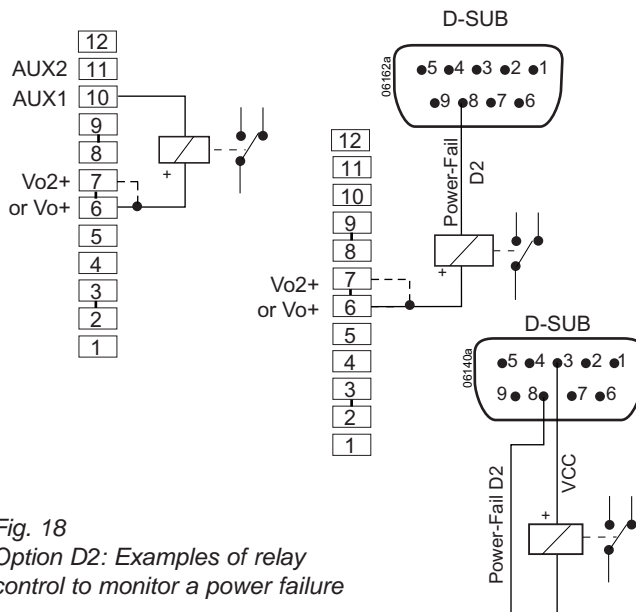 12
AUX2 11
AUX1 10
9
8
Vo2+ 7
or Vo+ 6
5
4
3
2
1
+
D-SUB
06162a
5 4 3 2 1
9 8 7 6
Power-Fail
D2
12
11
10
9
8
Vo2+ 7
or Vo+ 6
5
4
3
2
1
+
D-SUB
06140a
5 4 3 2 1
9 8 7 6
Power-Fail D2
VCC
+
Fig. 18
Option D2: Examples of relay
control to monitor a power failure